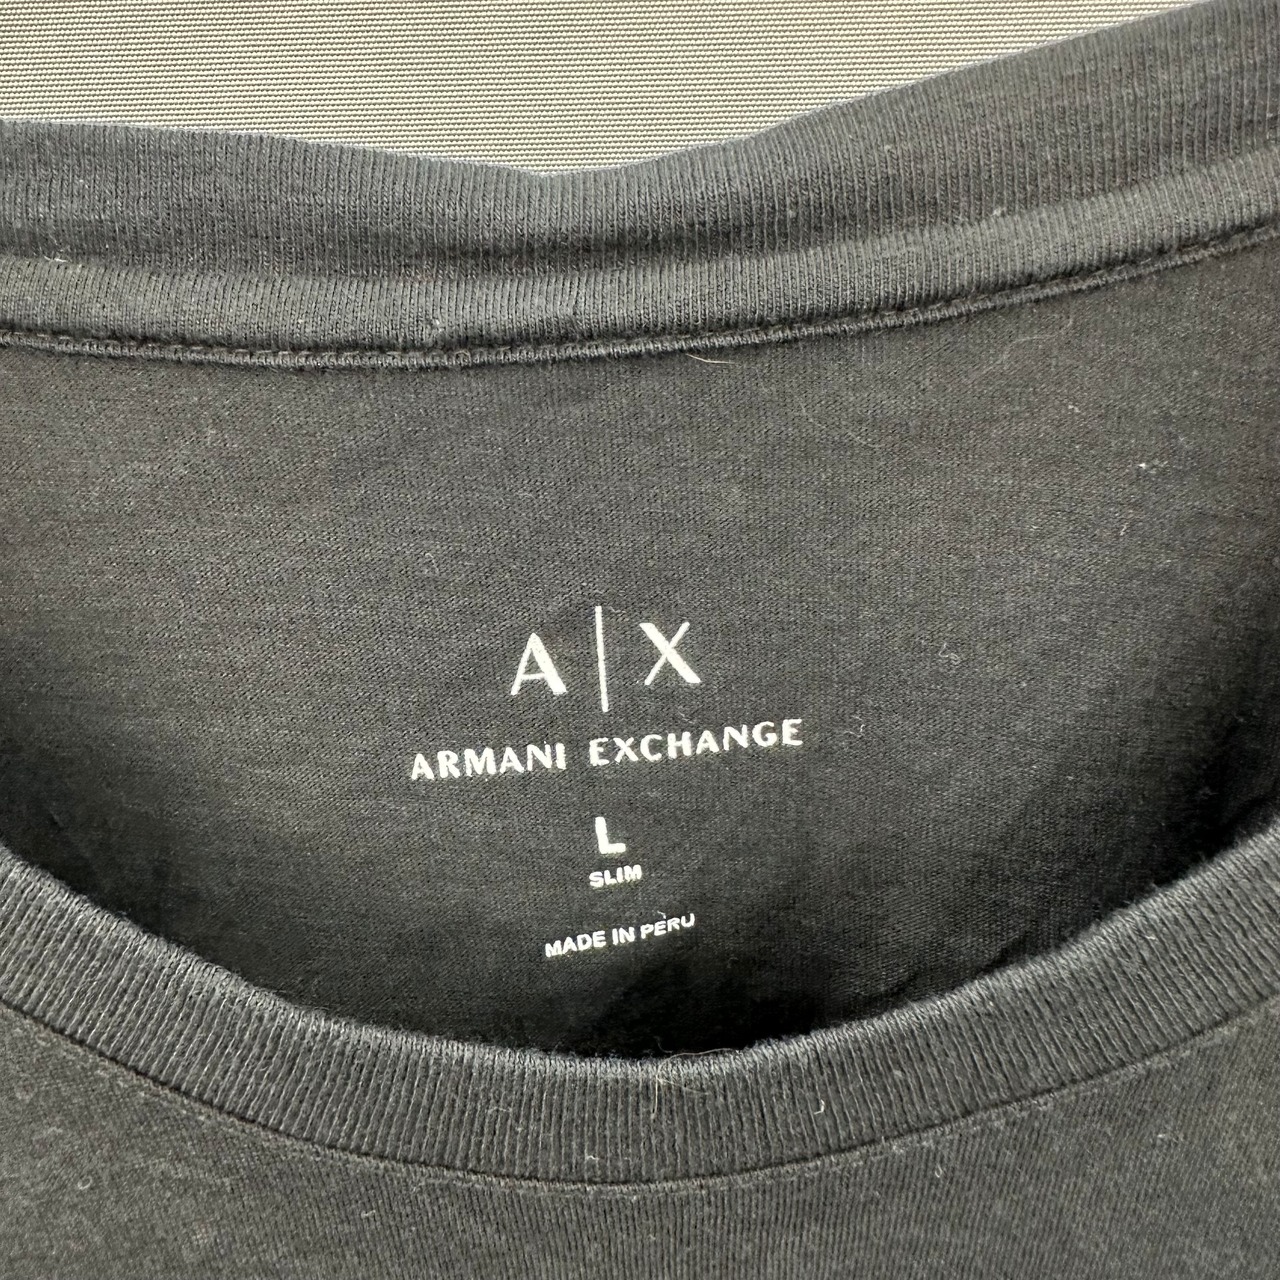 A|X
ARMANI EXCHANGE
L
SLIM
MADE IN PERU